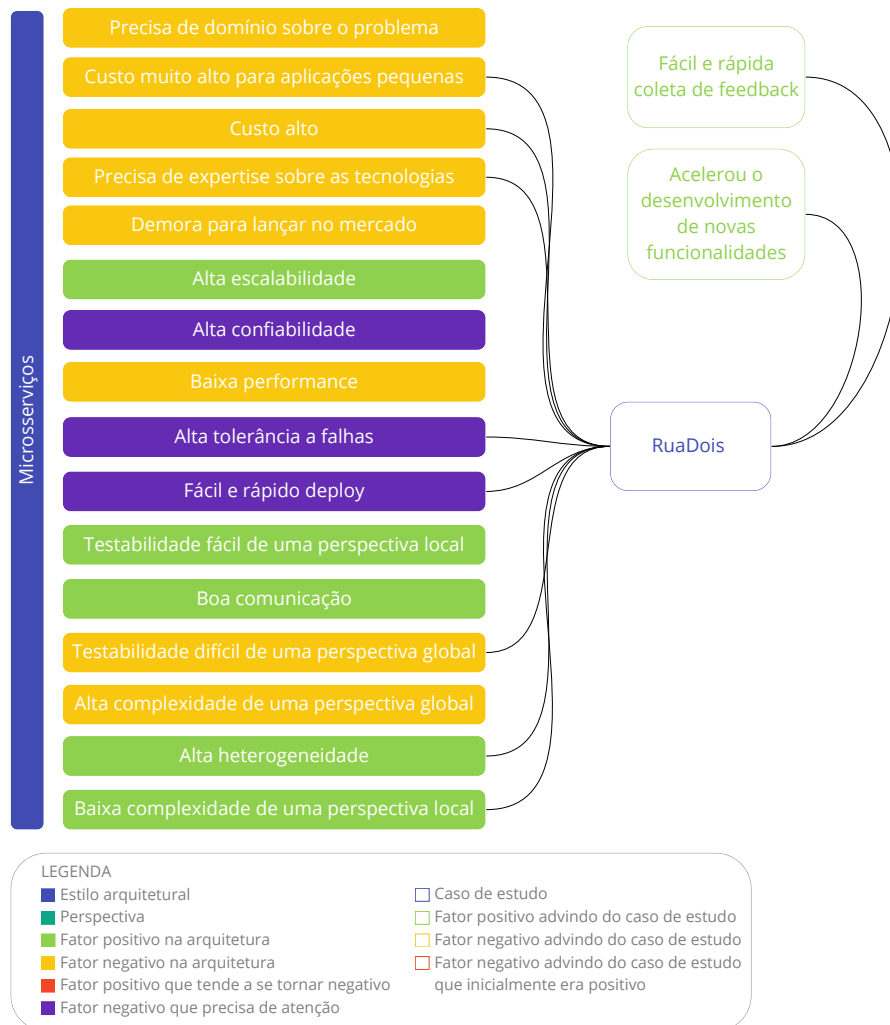 Microsserviços
Precisa de domínio sobre o problema
Custo muito alto para aplicações pequenas
Custo alto
Precisa de expertise sobre as tecnologias
Demora para lançar no mercado
Alta escalabilidade
Alta confiabilidade
Baixa performance
Alta tolerância a falhas
Fácil e rápido deploy
Testabilidade fácil de uma perspectiva local
Boa comunicação
Testabilidade difícil de uma perspectiva global
Alta complexidade de uma perspectiva global
Alta heterogeneidade
Baixa complexidade de uma perspectiva local
RuaDois
Fácil e rápida
coleta de feedback
Acelerou o
desenvolvimento
de novas
funcionalidades
LEGENDA
Estilo arquitetural
Perspectiva
Fator positivo na arquitetura
Fator negativo na arquitetura
Fator positivo que tende a se tornar negativo
Fator negativo que precisa de atenção
Caso de estudo
Fator positivo advindo do caso de estudo
Fator negativo advindo do caso de estudo
Fator negativo advindo do caso de estudo
que inicialmente era positivo